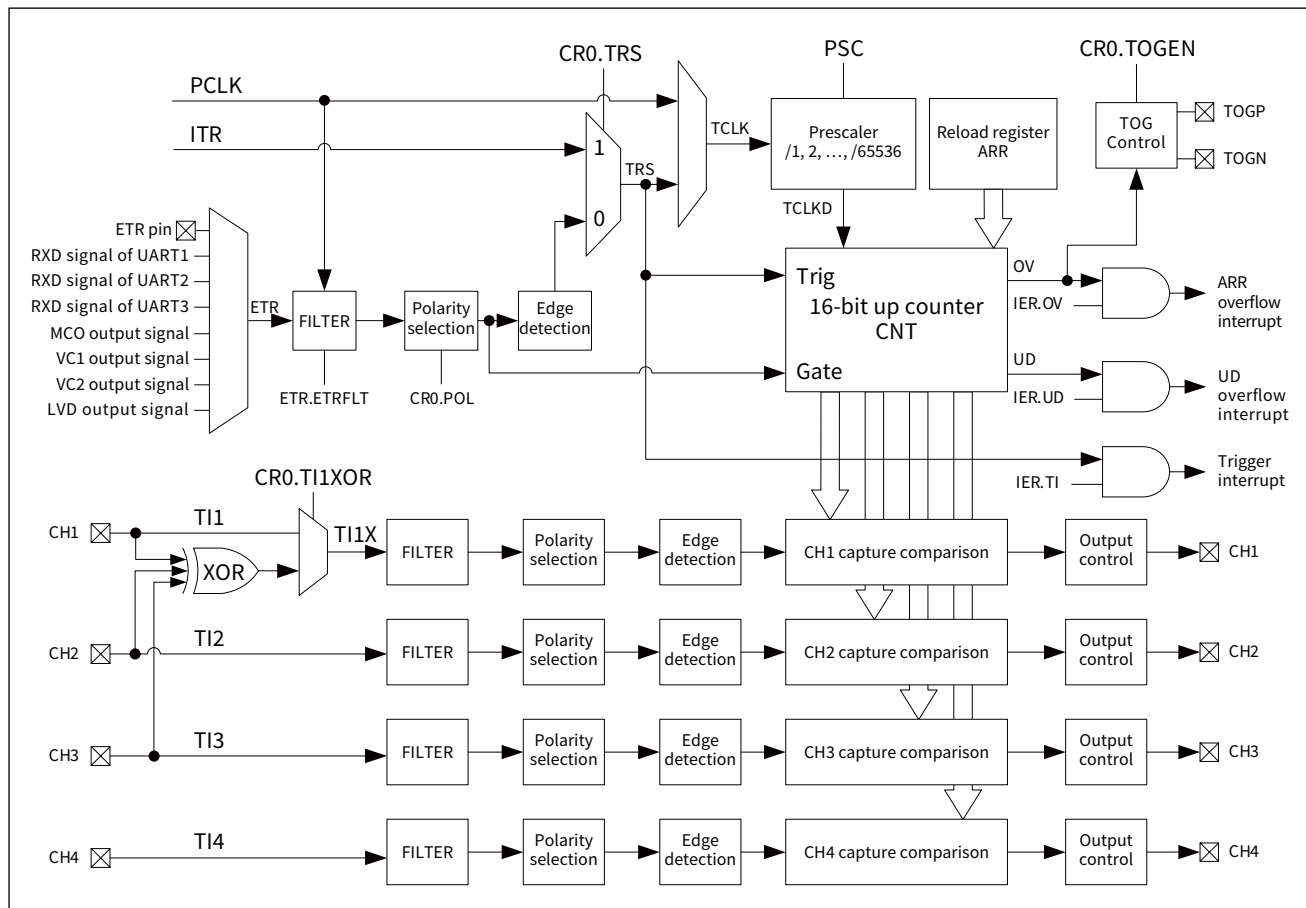 CR0.TRS
PSC
CR0.TOGEN
PCLK
ITR
1
0
TRS
TCLK
Prescaler
/1, 2, …, /65536
Reload register
ARR
TOG
Control
TOGP
TOGN
TCLKD
ETR pin
RXD signal of UART1
RXD signal of UART2
RXD signal of UART3
MCO output signal
VC1 output signal
VC2 output signal
LVD output signal
ETR
FILTER
ETR.ETRFLT
Polarity
selection
CR0.POL
Edge
detection
Trig
16-bit up counter
CNT
Gate
OV
IER.OV
ARR
overflow
interrupt
UD
IER.UD
UD
overflow
interrupt
IER.TI
Trigger
interrupt
CR0.TI1XOR
CH1
TI1
XOR
TI1X
FILTER
Polarity
selection
Edge
detection
CH1 capture comparison
Output
control
CH1
CH2
TI2
FILTER
Polarity
selection
Edge
detection
CH2 capture comparison
Output
control
CH2
CH3
TI3
FILTER
Polarity
selection
Edge
detection
CH3 capture comparison
Output
control
CH3
CH4
TI4
FILTER
Polarity
selection
Edge
detection
CH4 capture comparison
Output
control
CH4